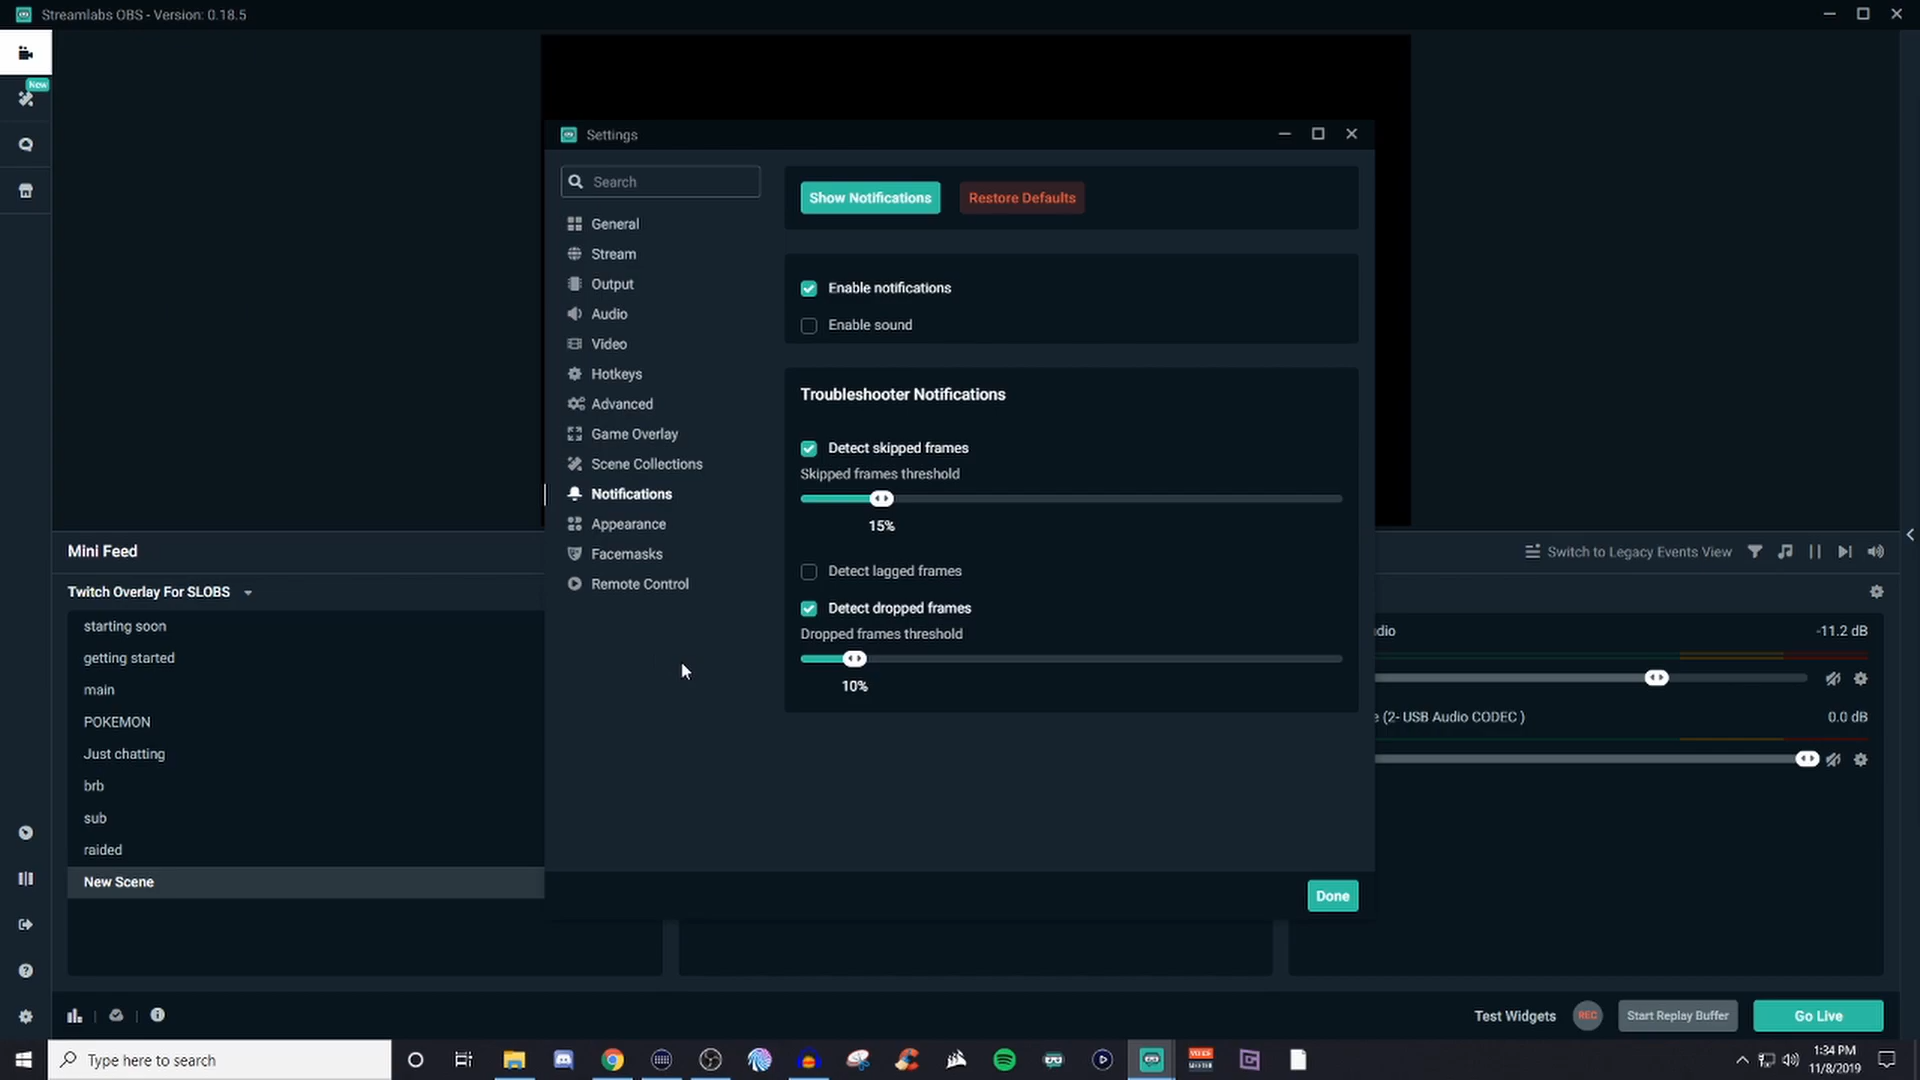 Streamlabs OBS - Version: 0.18.5
New
Settings
Search
General
Stream
Output
Audio
Video
Hotkeys
Advanced
Game Overlay
Scene Collections
Notifications
Appearance
Facemasks
Remote Control
Show Notifications
Restore Defaults
Enable notifications
Enable sound
Troubleshooter Notifications
Detect skipped frames
Skipped frames threshold
15%
Detect lagged frames
Detect dropped frames
Dropped frames threshold
10%
Done
Mini Feed
Switch to Legacy Events View
Twitch Overlay For SLOBS
starting soon
getting started
main
POKEMON
Just chatting
brb
sub
raided
New Scene
dio
-11.2 dB
e (2- USB Audio CODEC )
0.0 dB
Test Widgets
REC
Start Replay Buffer
Go Live
Type here to search
1:34 PM
11/8/2019